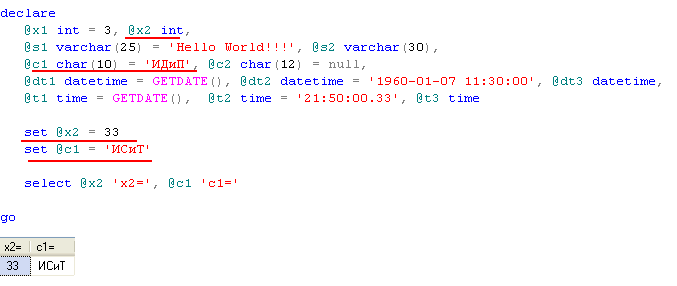 declare
@x1 int = 3, @x2 int,
@s1 varchar(25) = 'Hello World!!!', @s2 varchar(30),
@c1 char(10) = 'ИДиП', @c2 char(12) = null,
@dt1 datetime = GETDATE(), @dt2 datetime = '1960-01-07 11:30:00', @dt3 datetime,
@t1 time = GETDATE(), @t2 time = '21:50:00.33', @t3 time
set @x2 = 33
set @c1 = 'ИСиТ'
select @x2 'x2=', @c1 'c1='
go
x2= c1=
33 ИСиТ